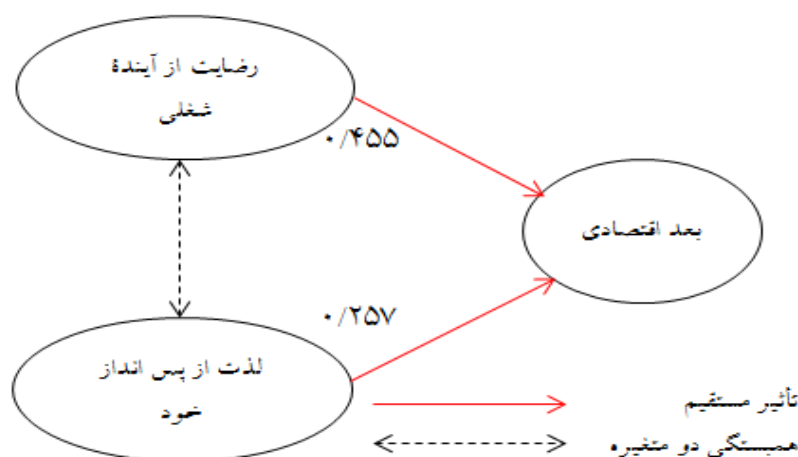 رضایت از آیندۀ
شغلی
۰/۴۵۵
بعد اقتصادی
۰/۲۵۷
لذت از پس انداز
خود
تأثیر مستقیم
همبستگی دو متغیره